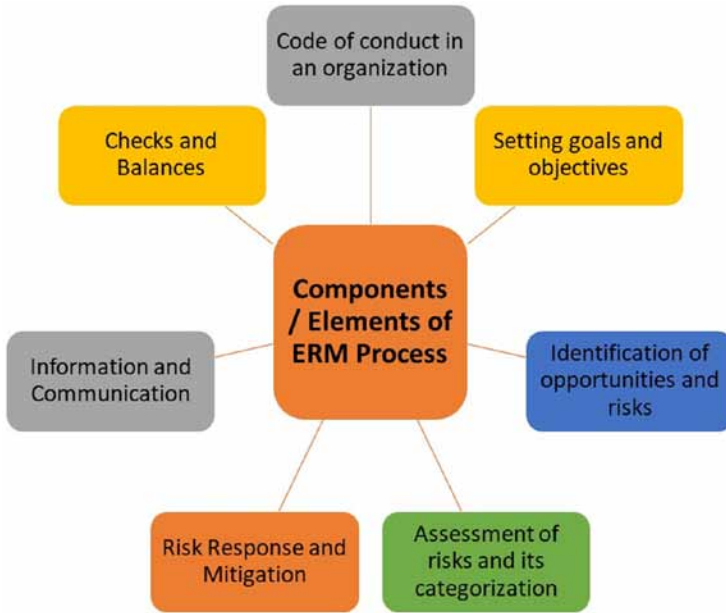 Code of conduct in
an organization
Checks and
Balances
Setting goals and
objectives
Components
/ Elements of
ERM Process
Information and
Communication
Identification of
opportunities and
risks
Risk Response and
Mitigation
Assessment of
risks and its
categorization